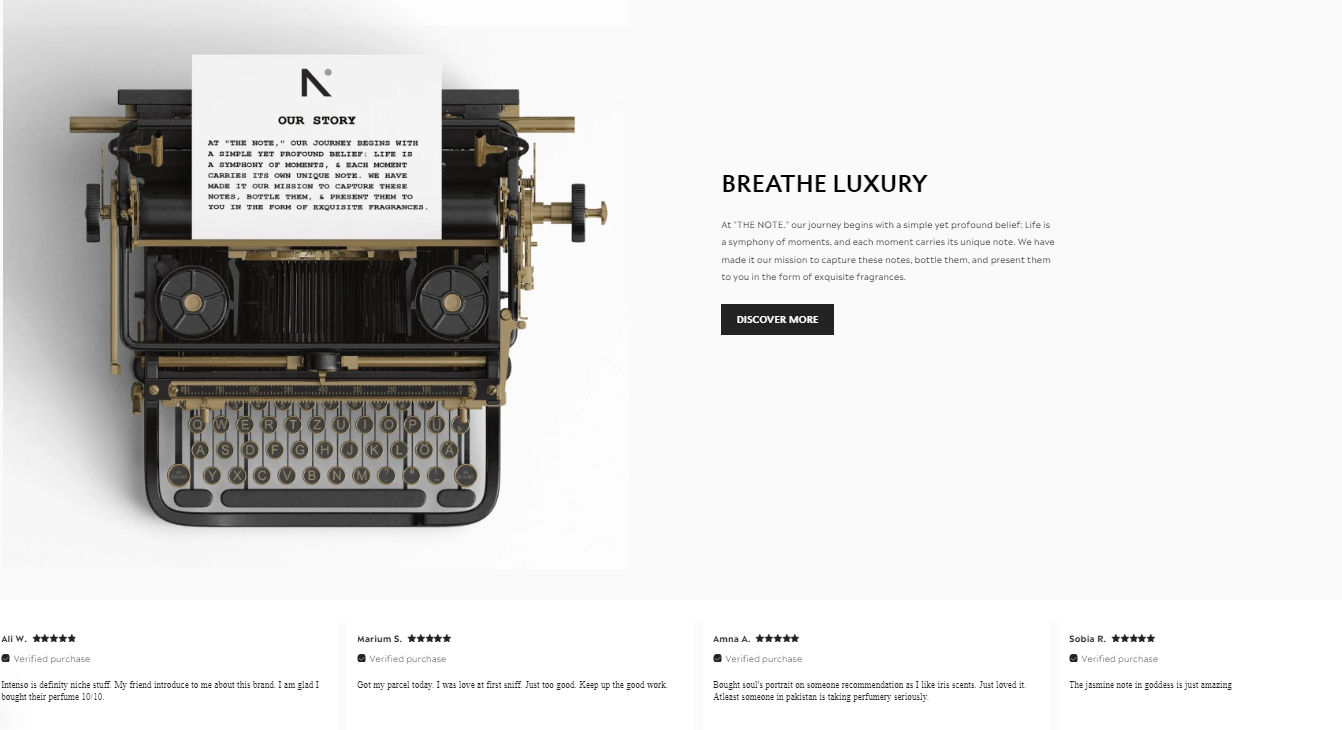 N
OUR STORY
AT "THE NOTE," OUR JOURNEY BEGINS WITH
A SIMPLE YET PROFOUND BELIEF: LIFE IS
A SYMPHONY OF MOMENTS, & EACH MOMENT
CARRIES ITS OWN UNIQUE NOTE. WE HAVE
MADE IT OUR MISSION TO CAPTURE THESE
NOTES, BOTTLE THEM, & PRESENT THEM TO
YOU IN THE FORM OF EXQUISITE FRAGRANCES.
Q W E R T Z U I O P Ü
A S D F G H J K L Ö Ä
Y X C V B N M
BREATHE LUXURY
At "THE NOTE." our journey begins with a simple yet profound belief: Life is
a symphony of moments, and each moment carries its unique note. We have
made it our mission to capture these notes, bottle them, and present them
to you in the form of exquisite fragrances.
DISCOVER MORE
Ali W. ★★★★★
Verified purchase
Intenso is definity niche stuff. My friend introduce to me about this brand. I am glad I
bought their perfume 10/10.
Marium S. ★★★★★
Verified purchase
Got my parcel today. I was love at first sniff. Just too good. Keep up the good work.
Amna A. ★★★★★
Verified purchase
Bought soul's portrait on someone recommendation as I like iris scents. Just loved it.
Atleast someone in pakistan is taking perfumery seriously.
Sobia R. ★★★★★
Verified purchase
The jasmine note in goddess is just amazing